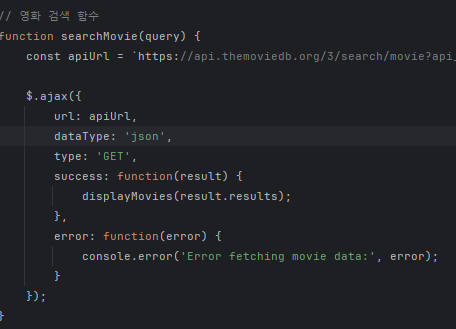 // 영화 검색 함수
function searchMovie(query) {
const apiUrl = `https://api.themoviedb.org/3/search/movie?api_
$.ajax({
url: apiUrl,
dataType: 'json',
type: 'GET',
success: function(result) {
displayMovies(result.results);
},
error: function(error) {
console.error('Error fetching movie data:', error);
}
});
}